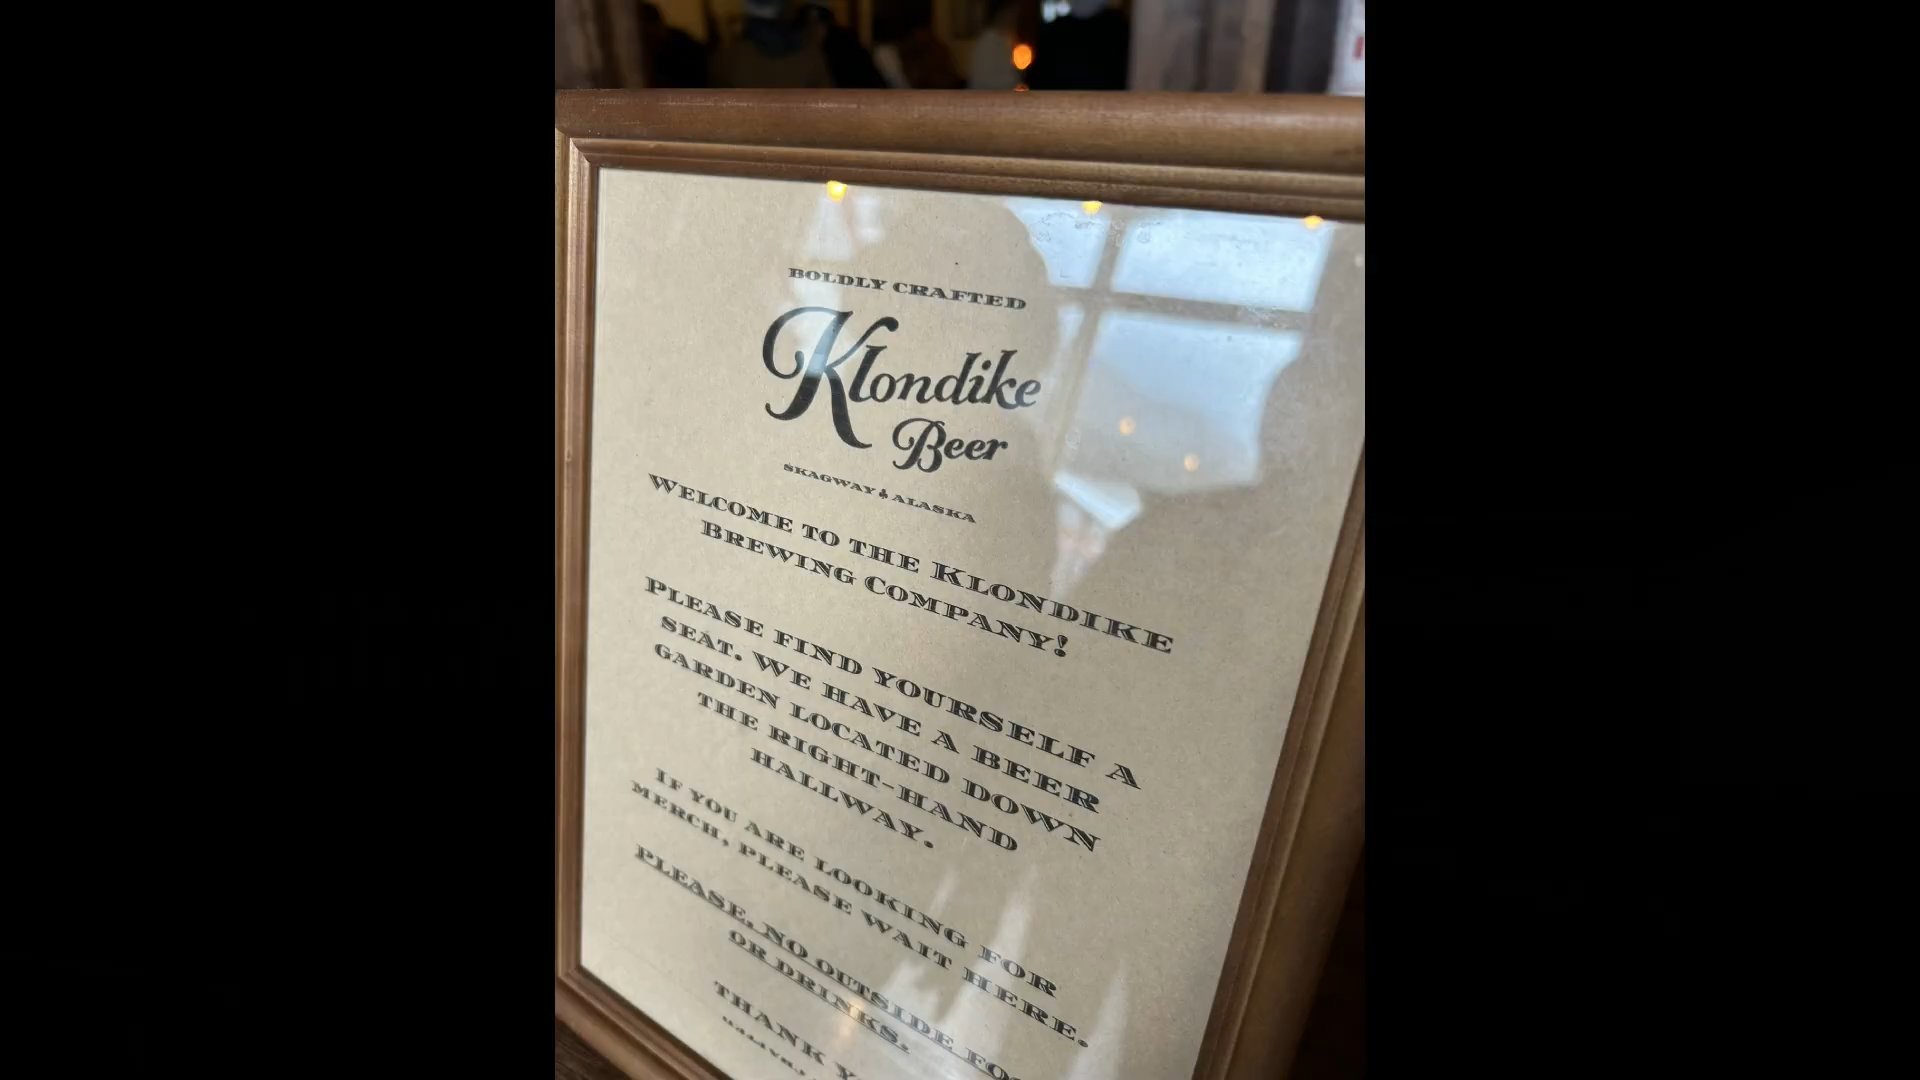 BOLDLY CRAFTED
Klondike
Beer
SKAGWAY ALASKA
WELCOME TO THE KLONDIKE
BREWING COMPANY!
PLEASE FIND YOURSELF A
SEAT. WE HAVE A BEER
GARDEN LOCATED DOWN
THE RIGHT-HAND
HALLWAY.
IF YOU ARE LOOKING FOR
MERCH, PLEASE WAIT HERE.
PLEASE, NO OUTSIDE FO
OR DRINKS.
THANK Y